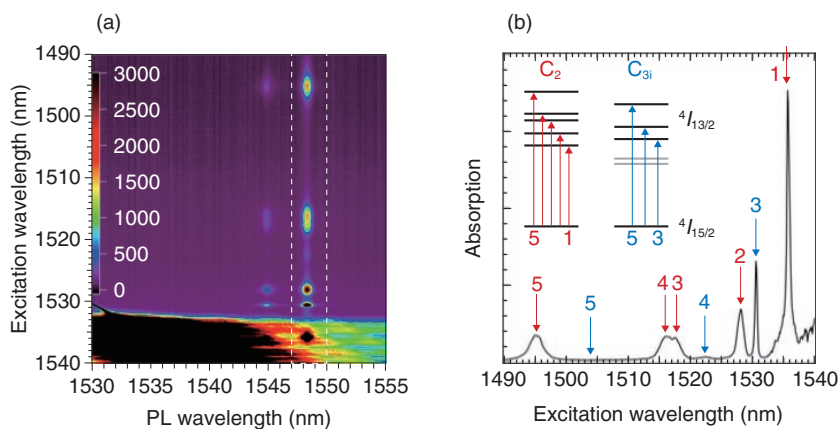 (a)
1490
1500
1510
1520
1530
1540
Excitation wavelength (nm)
3000
2500
2000
1500
1000
500
0
1530 1535 1540 1545 1550 1555
PL wavelength (nm)
(b)
Absorption
C2 C3i
4I13/2
4I15/2
5 1 5 3
1
3
2
5 5 4 3 4
1490 1500 1510 1520 1530 1540
Excitation wavelength (nm)